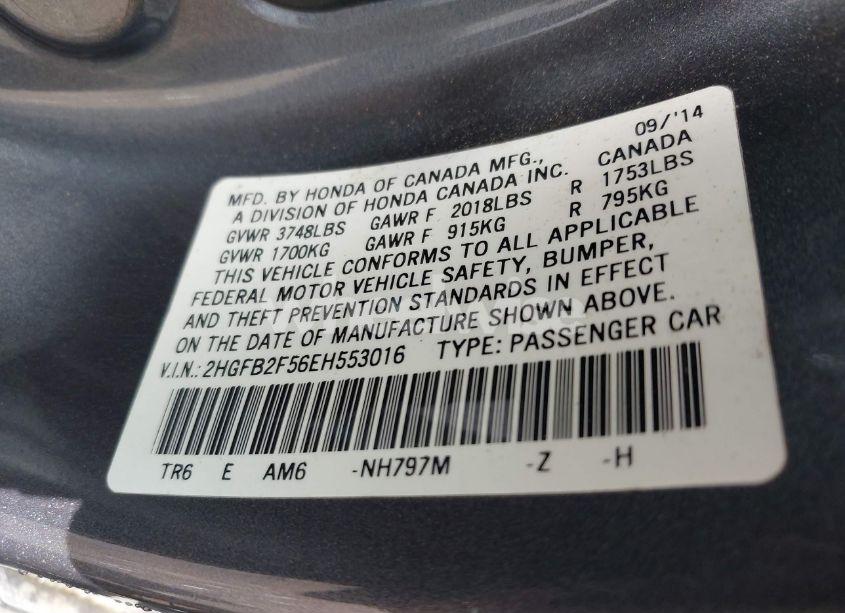 09/'14
MFD. BY HONDA OF CANADA MFG.,
A DIVISION OF HONDA CANADA INC. CANADA
GVWR 3748LBS GAWR F 2018LBS R 1753LBS
GVWR 1700KG GAWR F 915KG R 795KG
THIS VEHICLE CONFORMS TO ALL APPLICABLE
FEDERAL MOTOR VEHICLE SAFETY, BUMPER,
AND THEFT PREVENTION STANDARDS IN EFFECT
ON THE DATE OF MANUFACTURE SHOWN ABOVE.
V.I.N.: 2HGFB2F56EH553016 TYPE: PASSENGER CAR
TR6 E AM6 -NH797M -Z -H